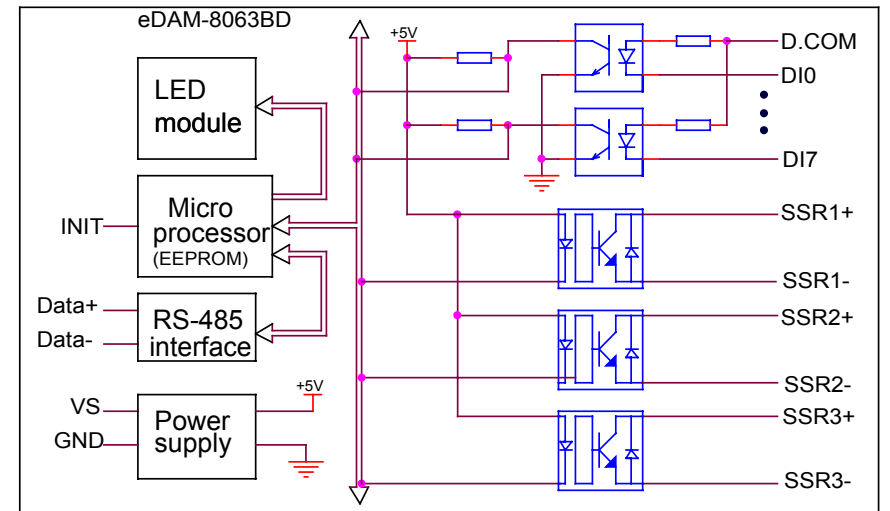 eDAM-8063BD
LED
module
Micro
processor
(EEPROM)
INIT
Data+
Data-
RS-485
interface
VS
GND
Power
supply
+5V
+5V
D.COM
DI0
DI7
SSR1+
SSR1-
SSR2+
SSR2-
SSR3+
SSR3-